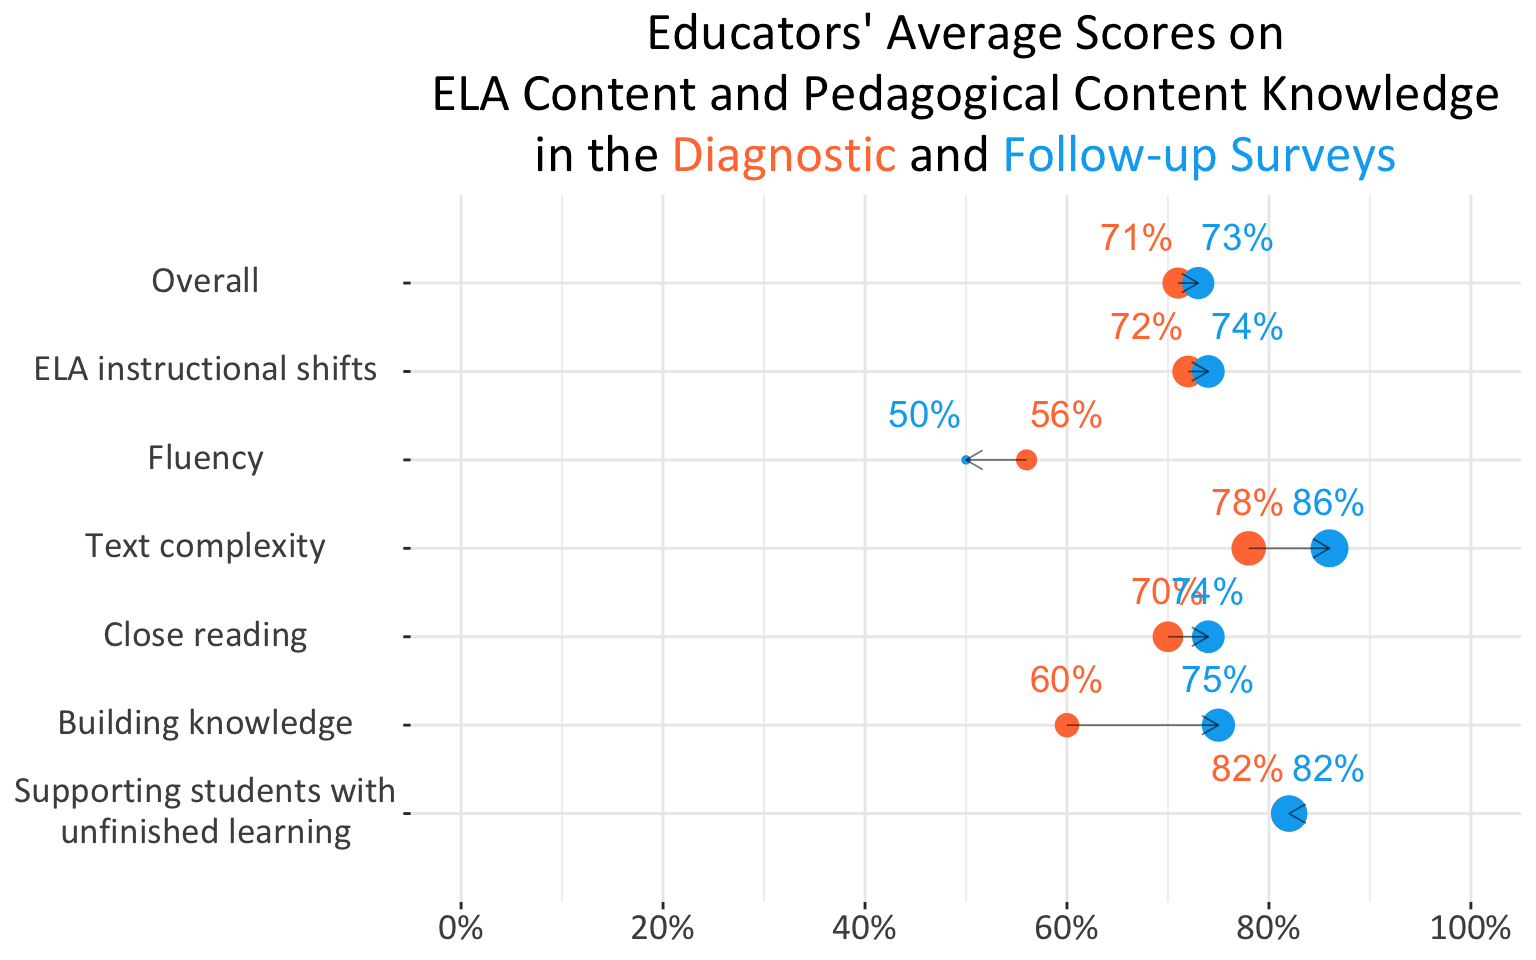 Educators' Average Scores on
ELA Content and Pedagogical Content Knowledge
in the Diagnostic and Follow-up Surveys
71% 73%
Overall
72% 74%
ELA instructional shifts
50% 56%
Fluency
78% 86%
Text complexity
70% 74%
Close reading
60% 75%
Building knowledge
82% 82%
Supporting students with
unfinished learning
0% 20% 40% 60% 80% 100%